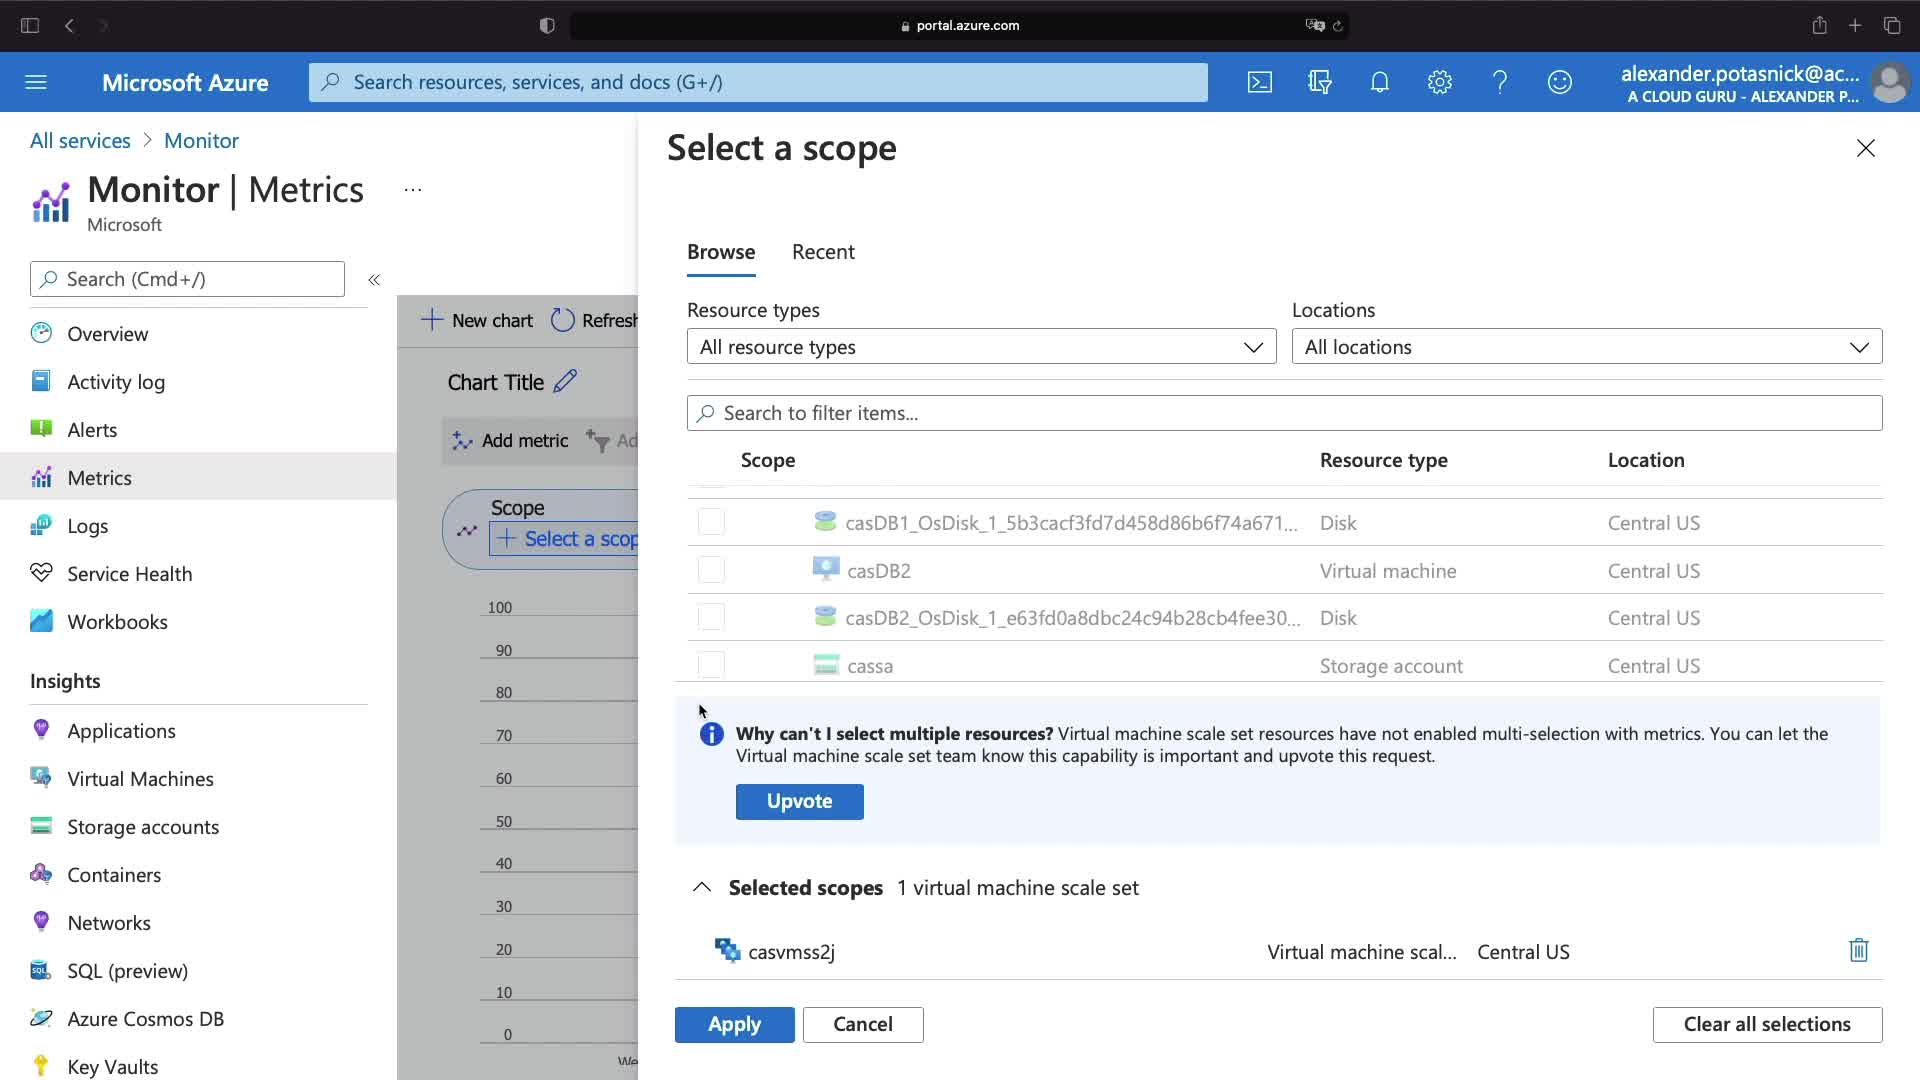 portal.azure.com
Microsoft Azure
Search resources, services, and docs (G+/)
alexander.potasnick@ac...
A CLOUD GURU - ALEXANDER P...
All services > Monitor
Monitor | Metrics
...
Microsoft
Search (Cmd+/)
«
Overview
Activity log
Alerts
Metrics
Logs
Service Health
Workbooks
Insights
Applications
Virtual Machines
Storage accounts
Containers
Networks
SQL (preview)
Azure Cosmos DB
Key Vaults
New chart
Refresh
Chart Title
Add metric
Ad
Scope
+ Select a scop
100
90
80
70
60
50
40
30
20
10
0
We
Select a scope
Browse
Recent
Resource types
Locations
All resource types
All locations
Search to filter items...
Scope Resource type Location
casDB1_OsDisk_1_5b3cacf3fd7d458d86b6f74a671... Disk Central US
casDB2 Virtual machine Central US
casDB2_OsDisk_1_e63fd0a8dbc24c94b28cb4fee30... Disk Central US
cassa Storage account Central US
Why can't I select multiple resources? Virtual machine scale set resources have not enabled multi-selection with metrics. You can let the
Virtual machine scale set team know this capability is important and upvote this request.
Upvote
Selected scopes 1 virtual machine scale set
casvmss2j Virtual machine scal... Central US
Apply
Cancel
Clear all selections